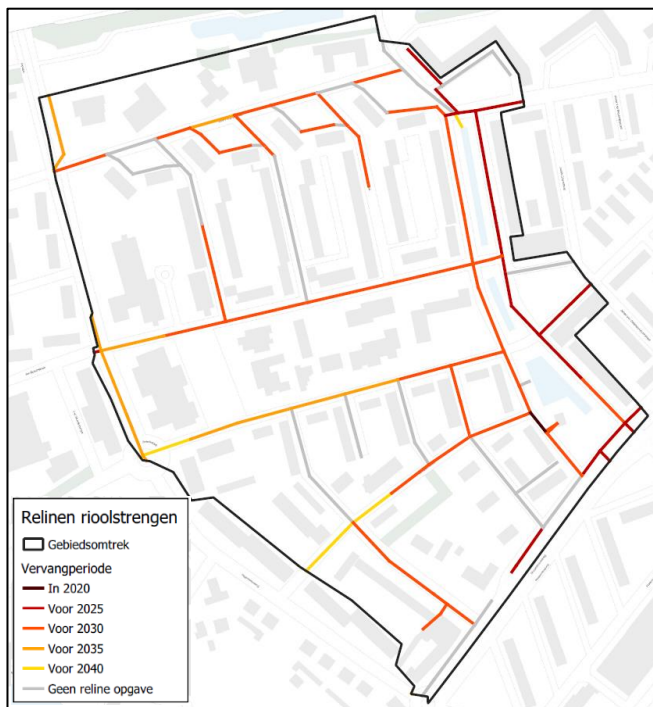 Relinen rioolstrengen
Gebiedsomtrek
Vervangperiode
In 2020
Voor 2025
Voor 2030
Voor 2035
Voor 2040
Geen reline opgave